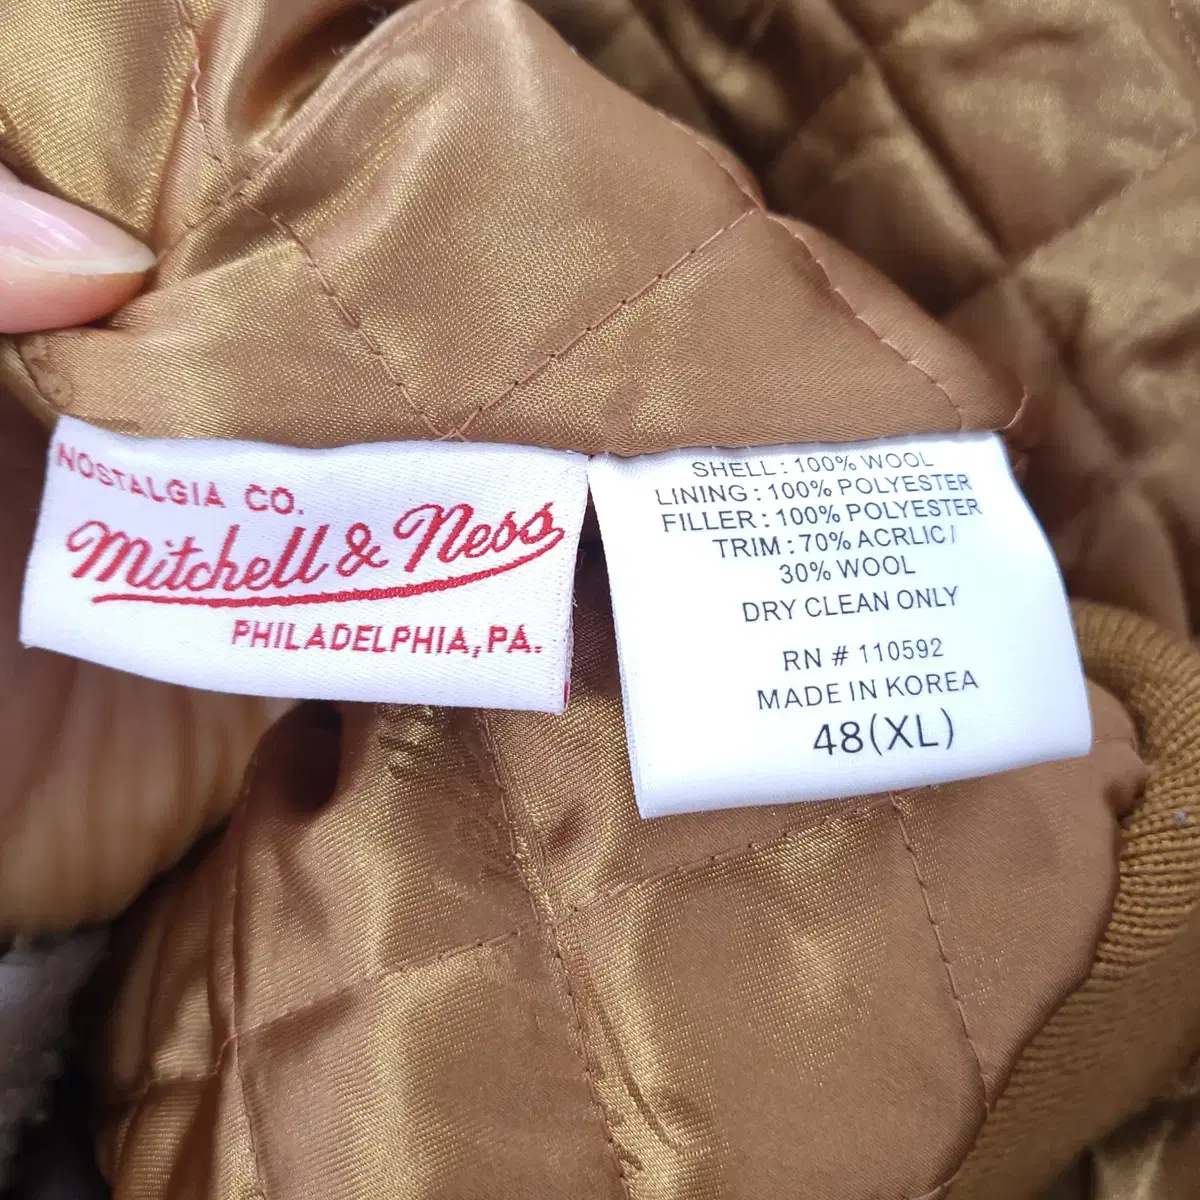 NOSTALGIA CO.
Mitchell & Ness
PHILADELPHIA, PA.
SHELL : 100% WOOL
LINING : 100% POLYESTER
FILLER : 100% POLYESTER
TRIM : 70% ACRLIC /
30% WOOL
DRY CLEAN ONLY
RN # 110592
MADE IN KOREA
48(XL)